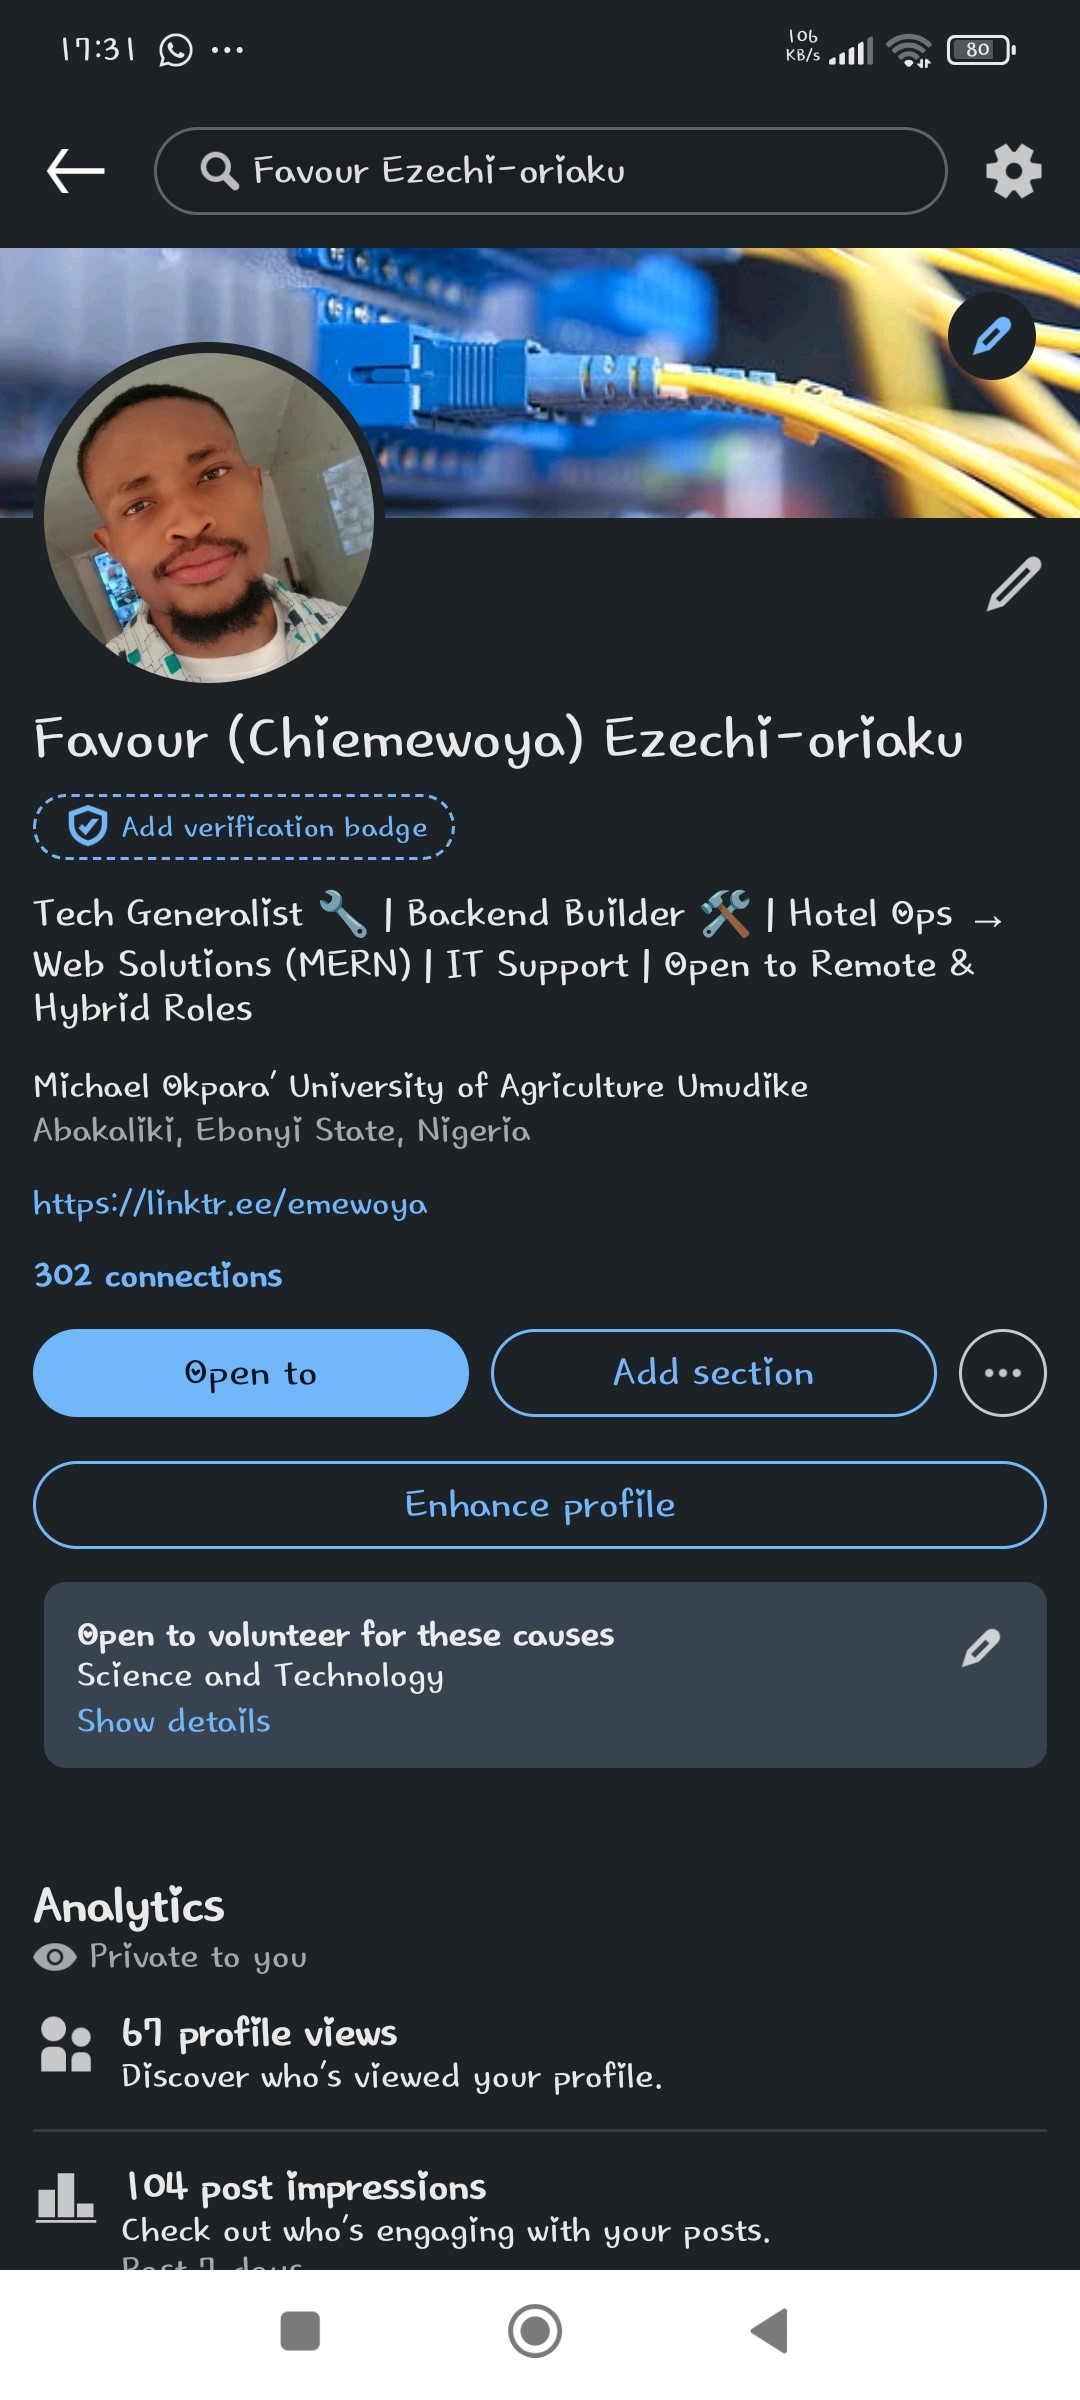 17:31
106
KB/s
80
Favour Ezechi-oriaku
Favour (Chiemewoya) Ezechi-oriaku
Add verification badge
Tech Generalist 🔧 | Backend Builder 🛠️ | Hotel Ops →
Web Solutions (MERN) | IT Support | Open to Remote &
Hybrid Roles
Michael Okpara' University of Agriculture Umudike
Abakaliki, Ebonyi State, Nigeria
https://linktr.ee/emewoya
302 connections
Open to
Add section
Enhance profile
Open to volunteer for these causes
Science and Technology
Show details
Analytics
Private to you
67 profile views
Discover who's viewed your profile.
104 post impressions
Check out who's engaging with your posts.
Past 7 days